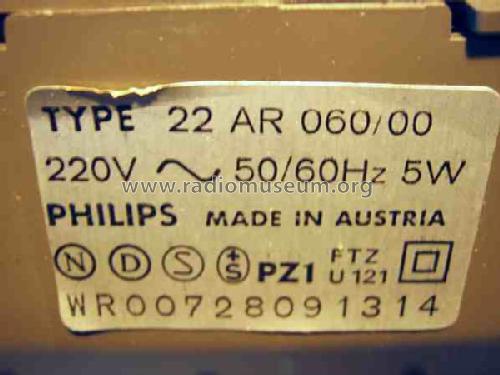 TYPE 22 AR 060/00
220V ~ 50/60Hz 5W
www.radiomuseum.org
PHILIPS MADE IN AUSTRIA
N D S +S PZ1 FTZ U 121
WR00728091314